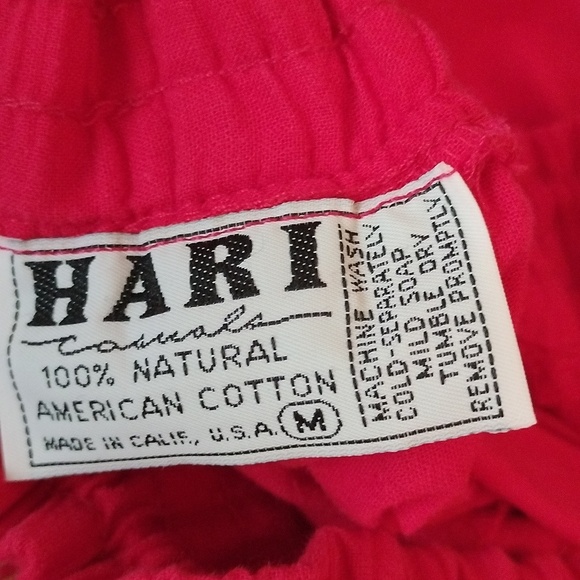 HARI
casuals
100% NATURAL
AMERICAN COTTON
MADE IN CALIF., U.S.A. M
MACHINE WASH
COLD-SEPARATELY
MILD SOAP
TUMBLE DRY
REMOVE PROMPTLY